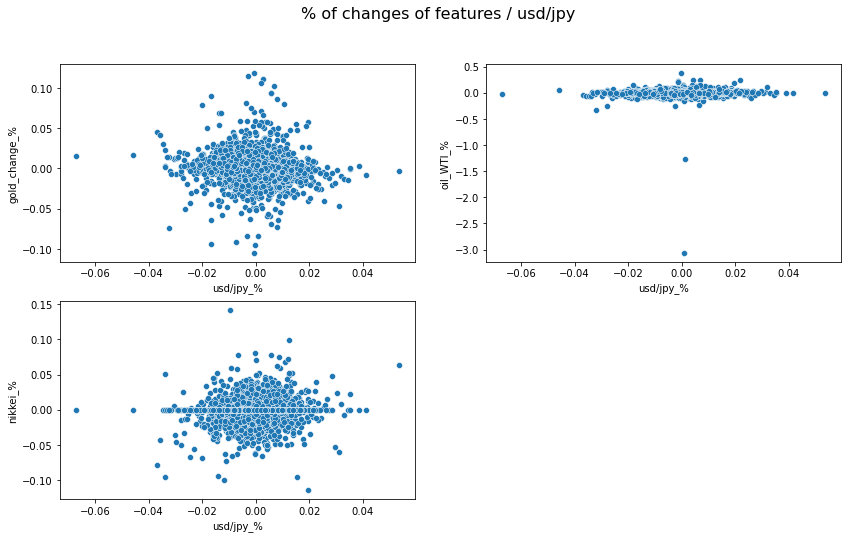 % of changes of features / usd/jpy
0.10
0.05
0.00
−0.05
−0.10
gold_change_%
−0.06 −0.04 −0.02 0.00 0.02 0.04
usd/jpy_%
0.5
0.0
−0.5
−1.0
−1.5
−2.0
−2.5
−3.0
oil_WTI_%
−0.06 −0.04 −0.02 0.00 0.02 0.04
usd/jpy_%
0.15
0.10
0.05
0.00
−0.05
−0.10
nikkei_%
−0.06 −0.04 −0.02 0.00 0.02 0.04
usd/jpy_%